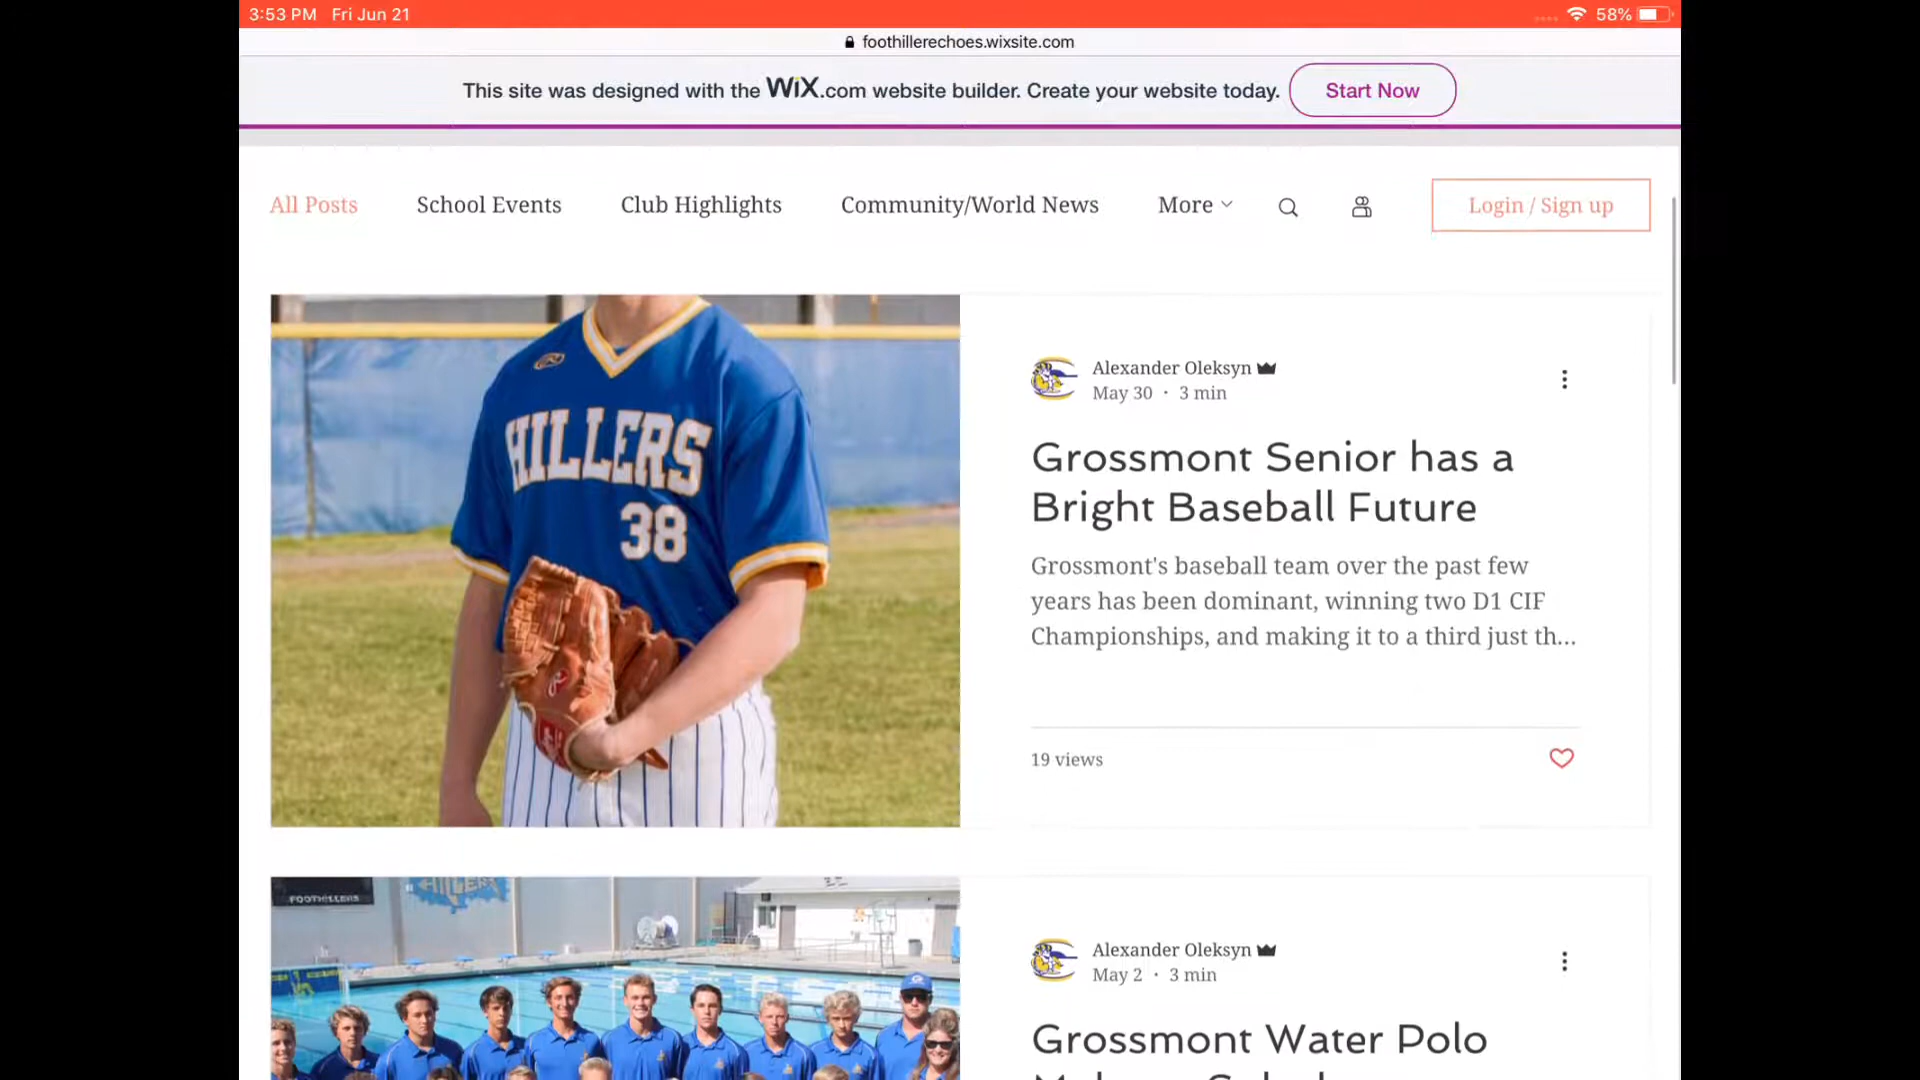 3:53 PM Fri Jun 21
58%
foothillerechoes.wixsite.com
This site was designed with the WiX.com website builder. Create your website today.
Start Now
All Posts
School Events
Club Highlights
Community/World News
More
Login / Sign up
HILLERS
38
Alexander Oleksyn
May 30 · 3 min
Grossmont Senior has a
Bright Baseball Future
Grossmont's baseball team over the past few
years has been dominant, winning two D1 CIF
Championships, and making it to a third just th...
19 views
FOOTHILLERS
HILLERS
Alexander Oleksyn
May 2 · 3 min
Grossmont Water Polo